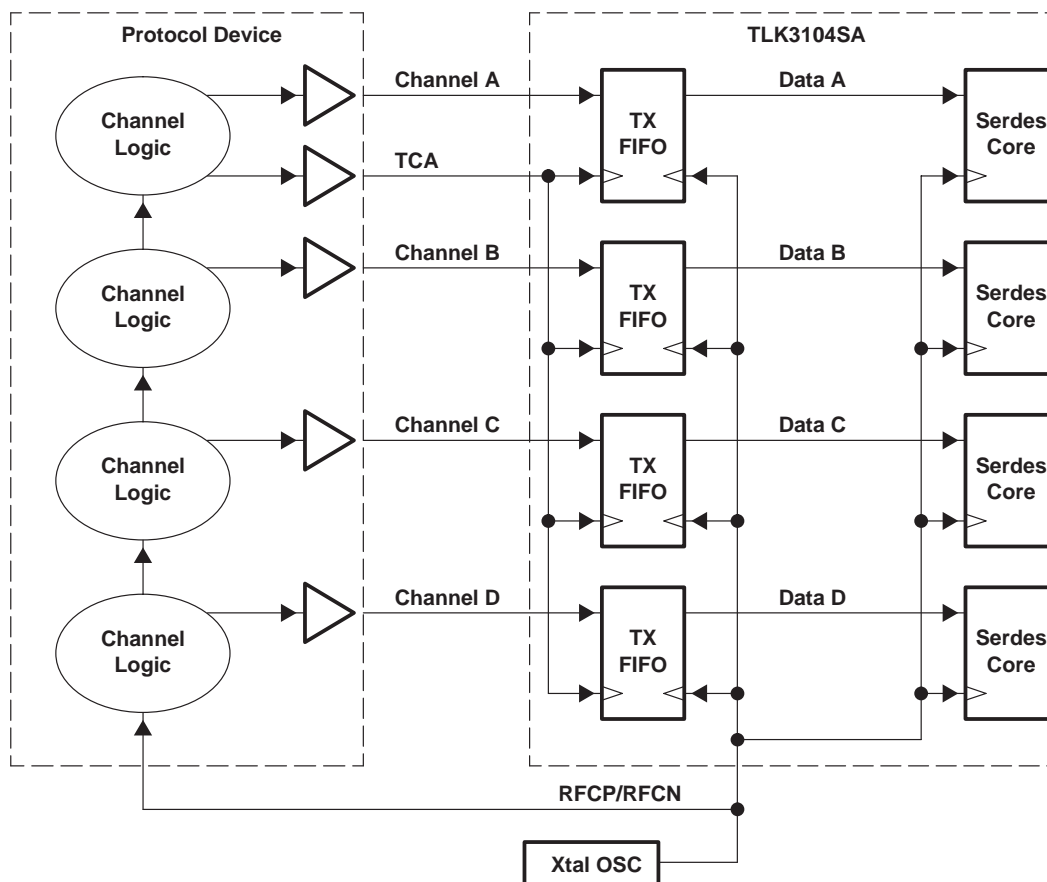 Protocol Device
TLK3104SA
Channel
Logic
Channel A
TX
FIFO
Data A
Serdes
Core
TCA
Channel
Logic
Channel B
TX
FIFO
Data B
Serdes
Core
Channel
Logic
Channel C
TX
FIFO
Data C
Serdes
Core
Channel
Logic
Channel D
TX
FIFO
Data D
Serdes
Core
RFCP/RFCN
Xtal OSC